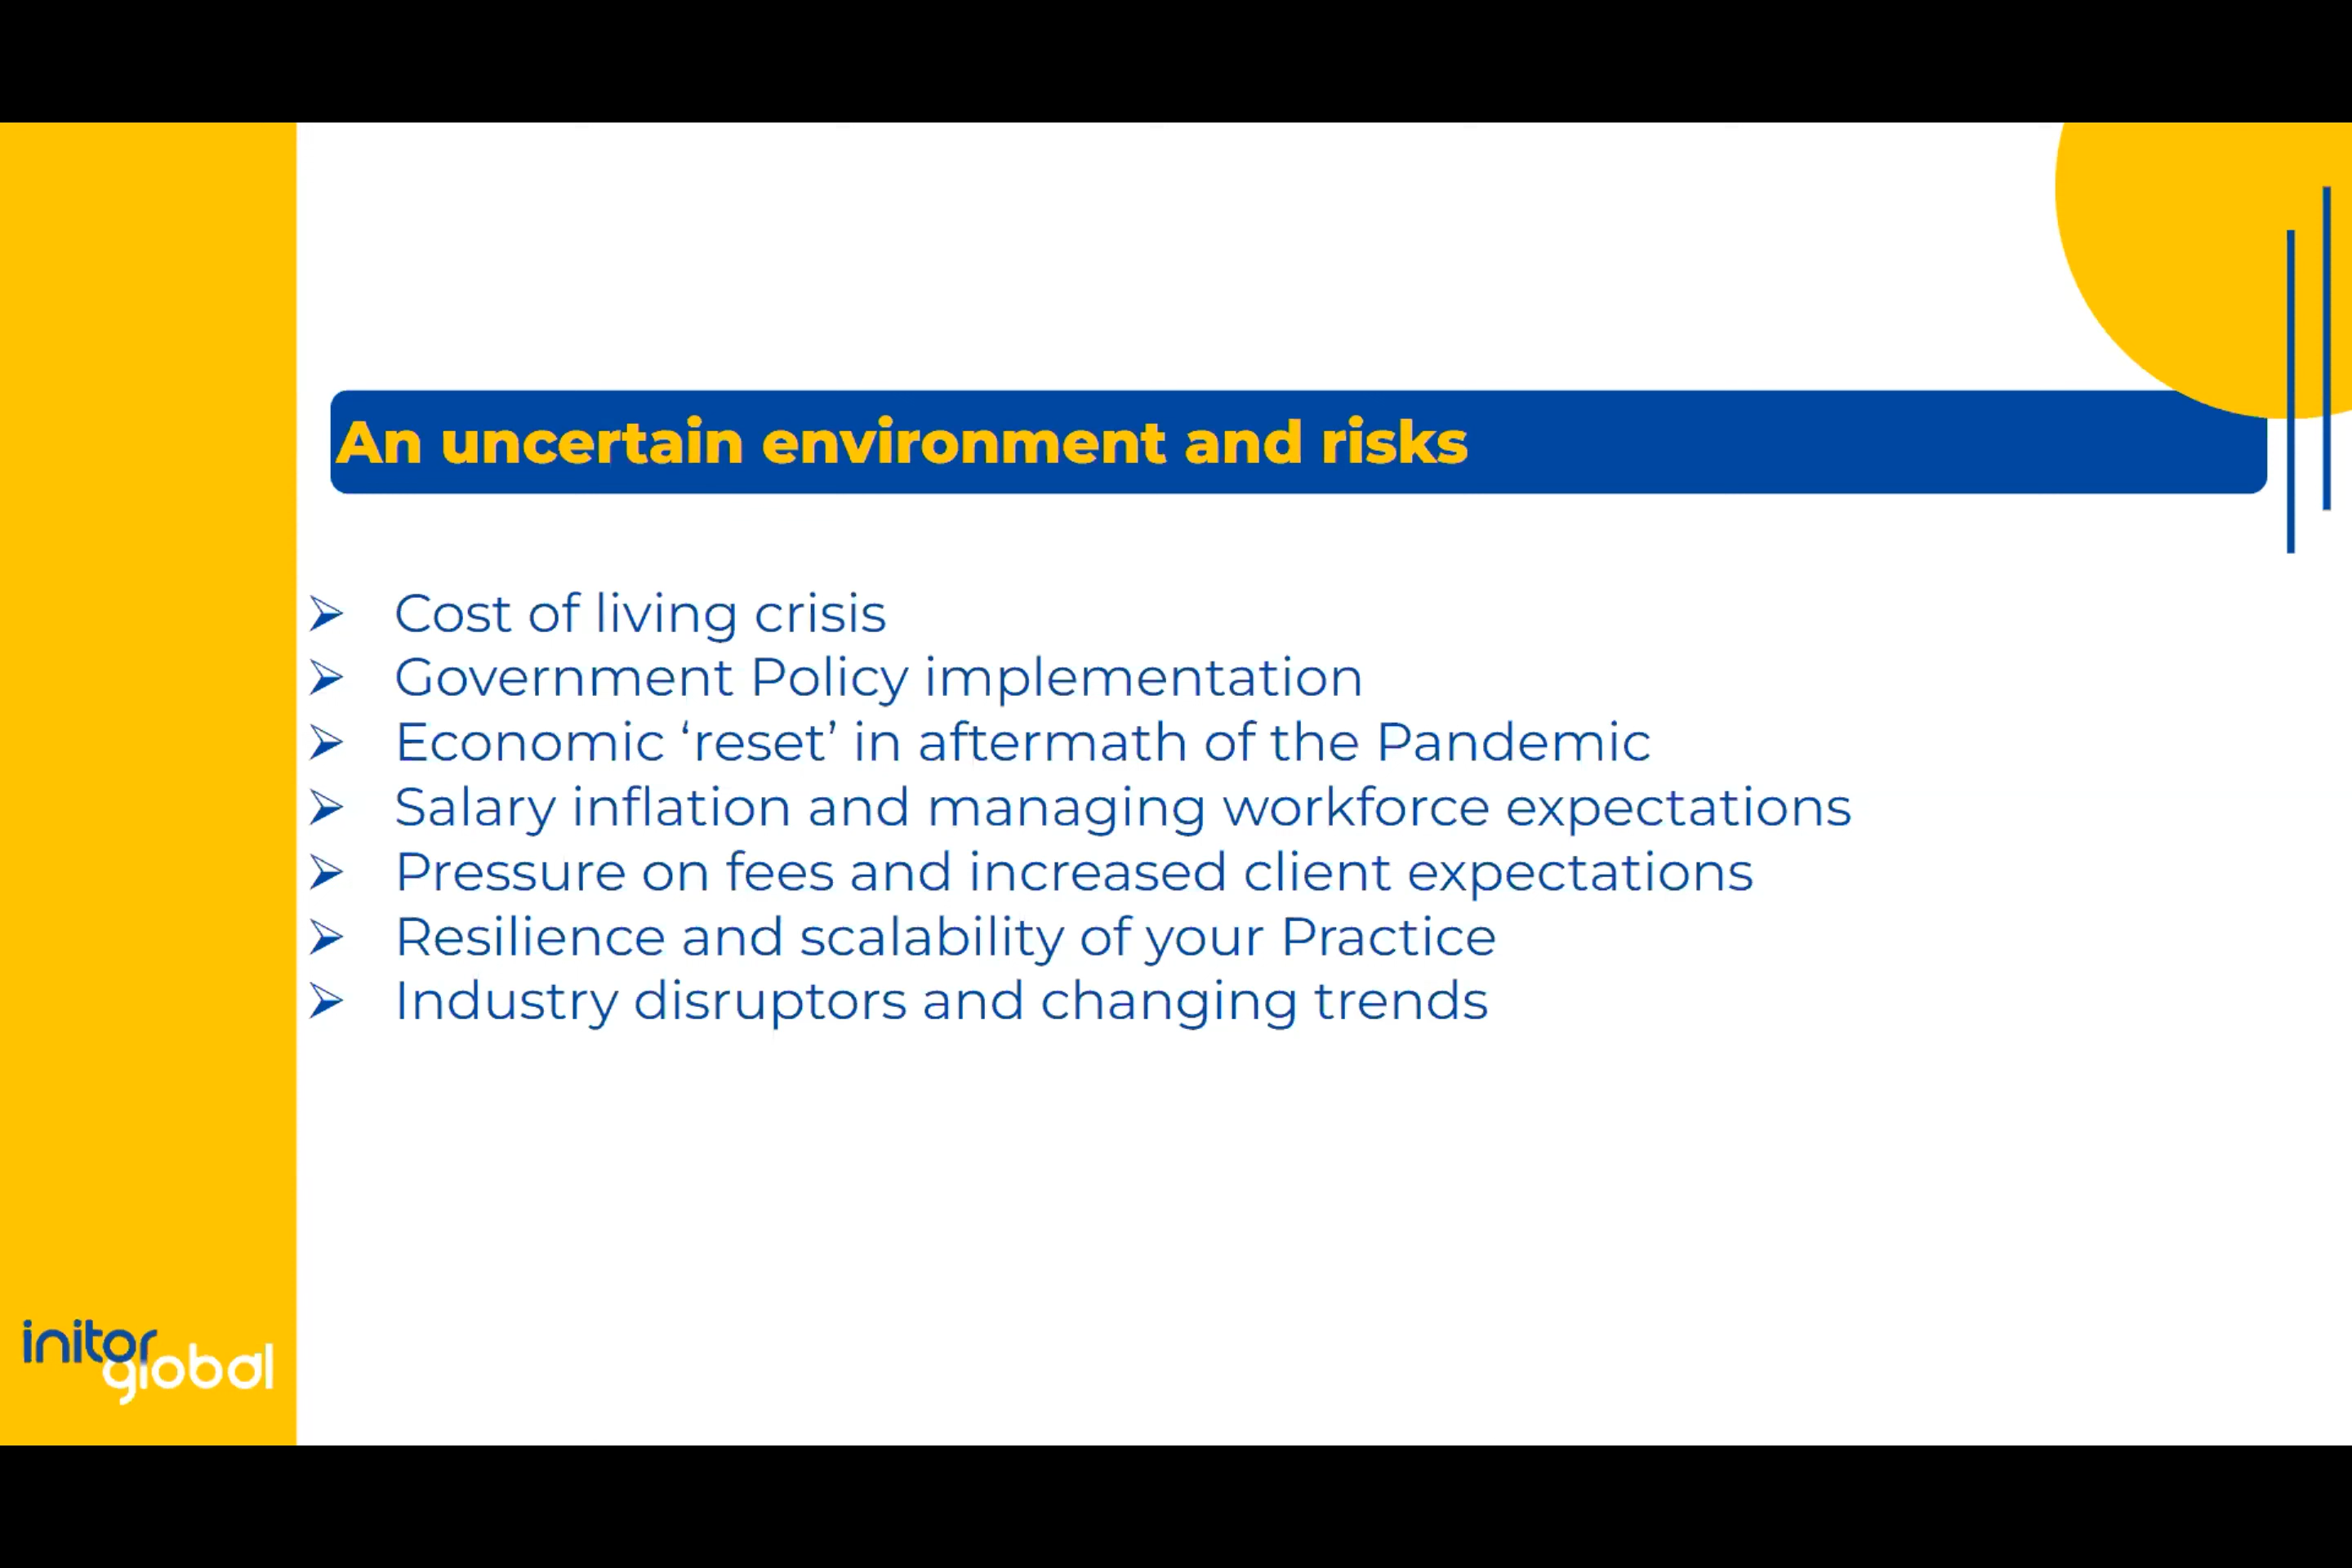 An uncertain environment and risks
➢ Cost of living crisis
➢ Government Policy implementation
➢ Economic ‘reset’ in aftermath of the Pandemic
➢ Salary inflation and managing workforce expectations
➢ Pressure on fees and increased client expectations
➢ Resilience and scalability of your Practice
➢ Industry disruptors and changing trends
initor
global